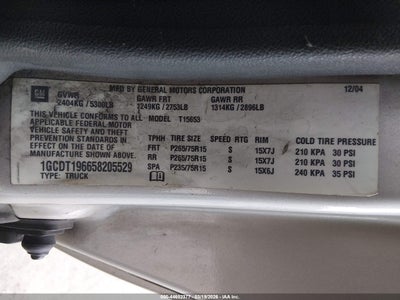 GM GVWR MFD BY GENERAL MOTORS CORPORATION 12/04
GAWR FRT GAWR RR
2404KG / 5300LB 1249KG / 2753LB 1314KG / 2896LB
THIS VEHICLE CONFORMS TO ALL T15653
APPLICABLE FEDERAL MOTOR
VEHICLE SAFETY, BUMPER, AND
THEFT PREVENTION STANDARDS IN
EFFECT ON THE DATE OF
MANUFACTURE SHOWN ABOVE.
1GCDT196658205529
TYPE: TRUCK
TPMH TIRE SIZE SPEED RTG RIM COLD TIRE PRESSURE
FRT P265/75R15 S 15X7J 210 KPA 30 PSI
RR P265/75R15 S 15X7J 210 KPA 30 PSI
SPA P235/75R15 S 15X6J 240 KPA 35 PSI